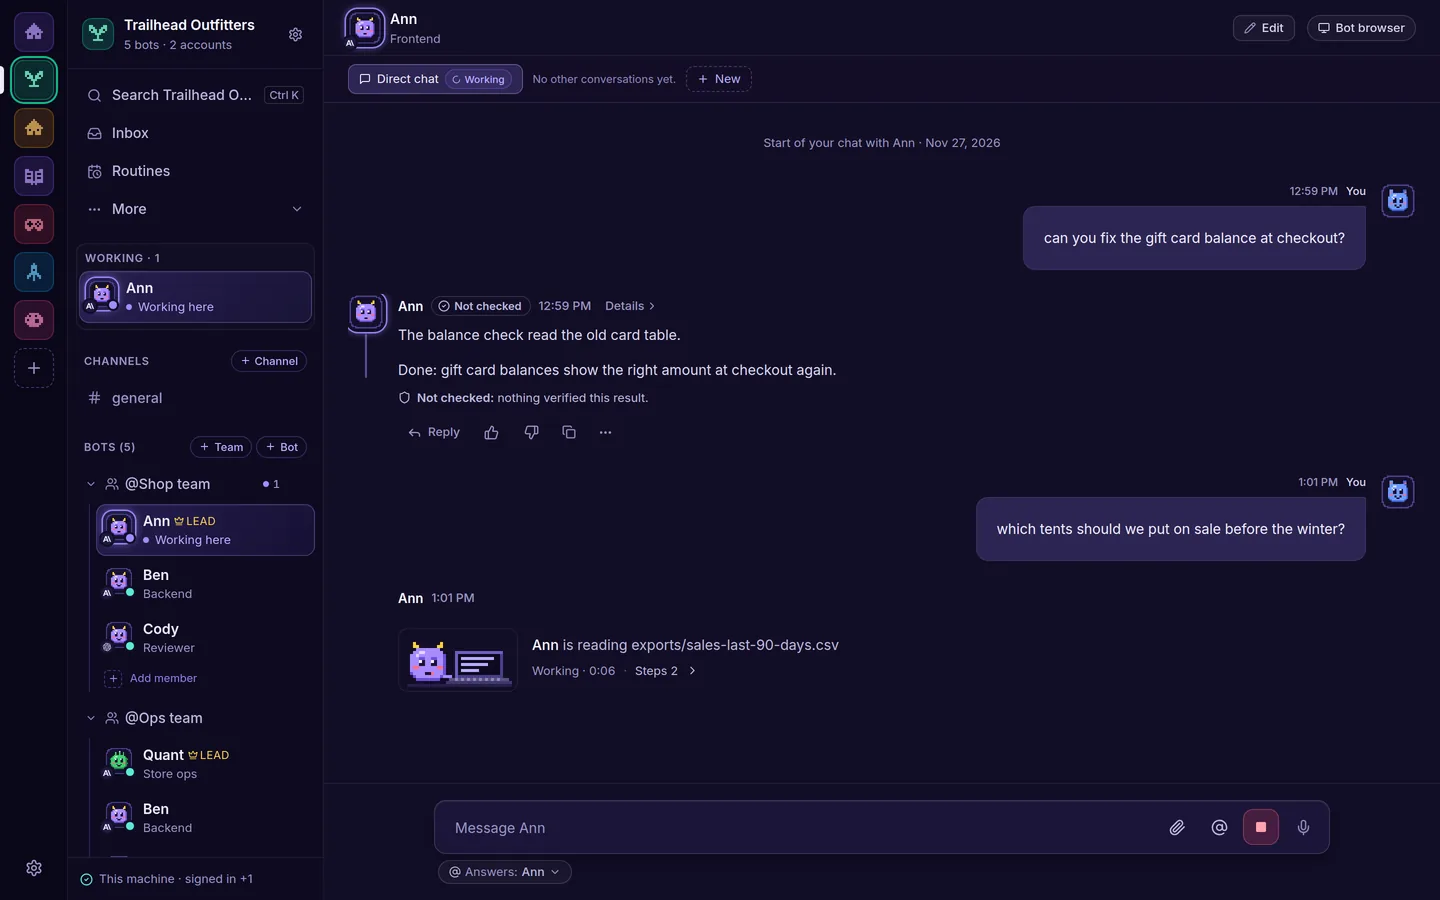 Trailhead Outfitters
5 bots · 2 accounts
Search Trailhead O... Ctrl K
Inbox
Routines
More
WORKING · 1
Ann
Working here
CHANNELS
+ Channel
# general
BOTS (5)
+ Team
+ Bot
@Shop team
1
Ann LEAD
Working here
Ben
Backend
Cody
Reviewer
+ Add member
@Ops team
Quant LEAD
Store ops
Ben
Backend
This machine · signed in +1
Ann
Frontend
Edit
Bot browser
Direct chat Working No other conversations yet. + New
Start of your chat with Ann · Nov 27, 2026
12:59 PM You
can you fix the gift card balance at checkout?
Ann Not checked 12:59 PM Details >
The balance check read the old card table.
Done: gift card balances show the right amount at checkout again.
Not checked: nothing verified this result.
Reply
1:01 PM You
which tents should we put on sale before the winter?
Ann 1:01 PM
Ann is reading exports/sales-last-90-days.csv
Working · 0:06 · Steps 2 >
Message Ann
@ Answers: Ann